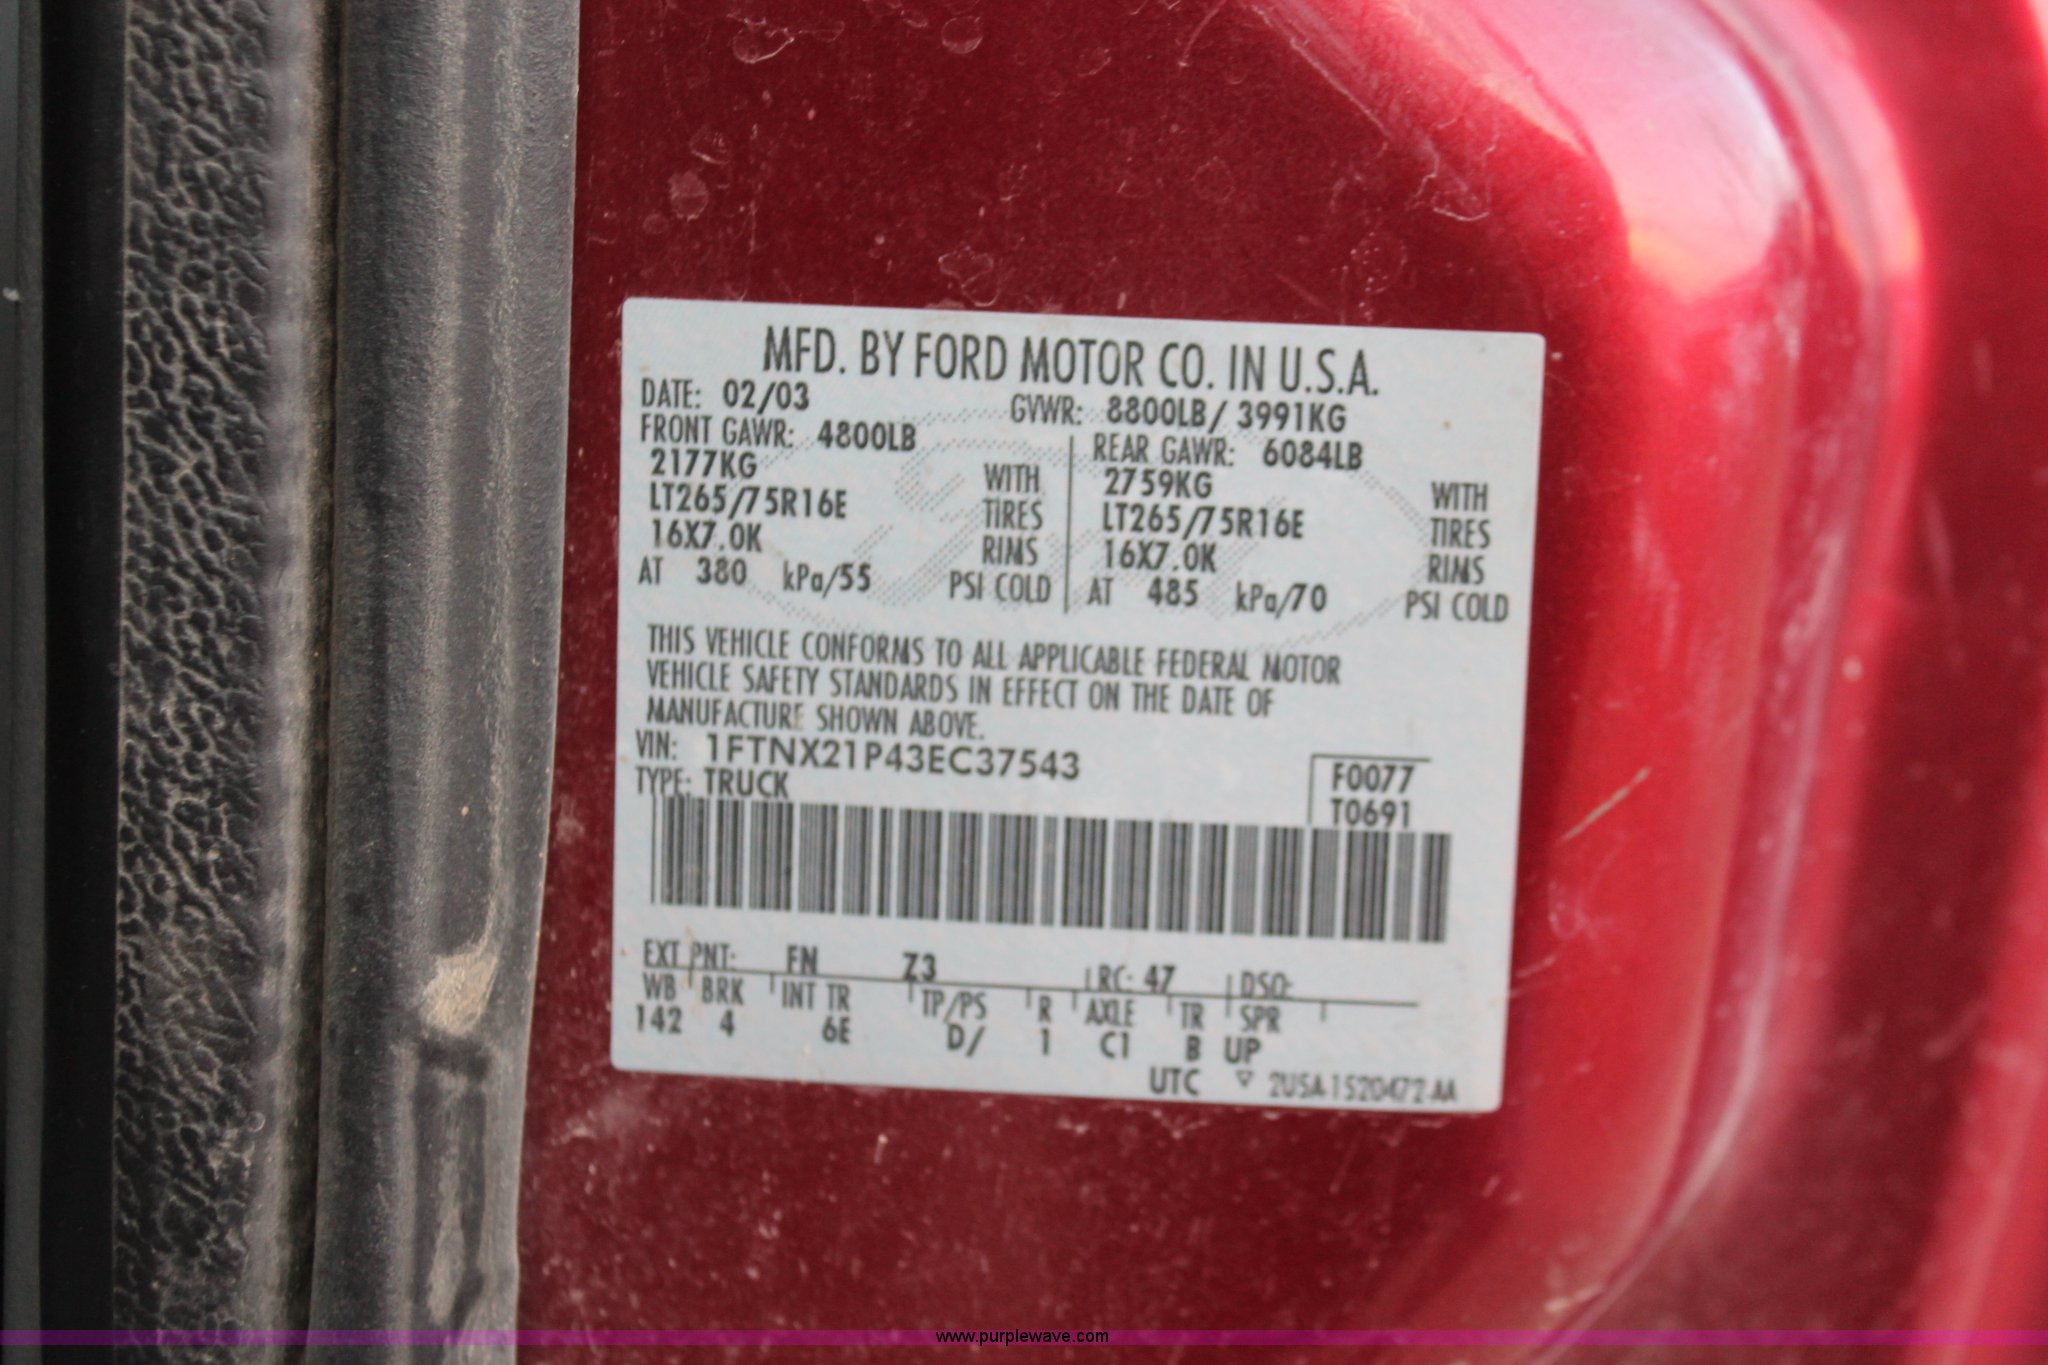 MFD. BY FORD MOTOR CO. IN U.S.A.
DATE: 02/03 GVWR: 8800LB/ 3991KG
FRONT GAWR: 4800LB REAR GAWR: 6084LB
2177KG WITH 2759KG WITH
LT265/75R16E TIRES LT265/75R16E TIRES
16X7.0K RIMS 16X7.0K RIMS
AT 380 kPa/55 PSI COLD AT 485 kPa/70 PSI COLD
THIS VEHICLE CONFORMS TO ALL APPLICABLE FEDERAL MOTOR
VEHICLE SAFETY STANDARDS IN EFFECT ON THE DATE OF
MANUFACTURE SHOWN ABOVE.
VIN: 1FTNX21P43EC37543
F0077
TYPE: TRUCK
T0691
EXT PNT: FN Z3 RC: 47 DSO:
WB BRK INT TR TP/PS R AXLE TR SPR
142 4 6E D/ 1 C1 B UP
UTC ▽ 2U5A-1520472-AA
www.purplewave.com